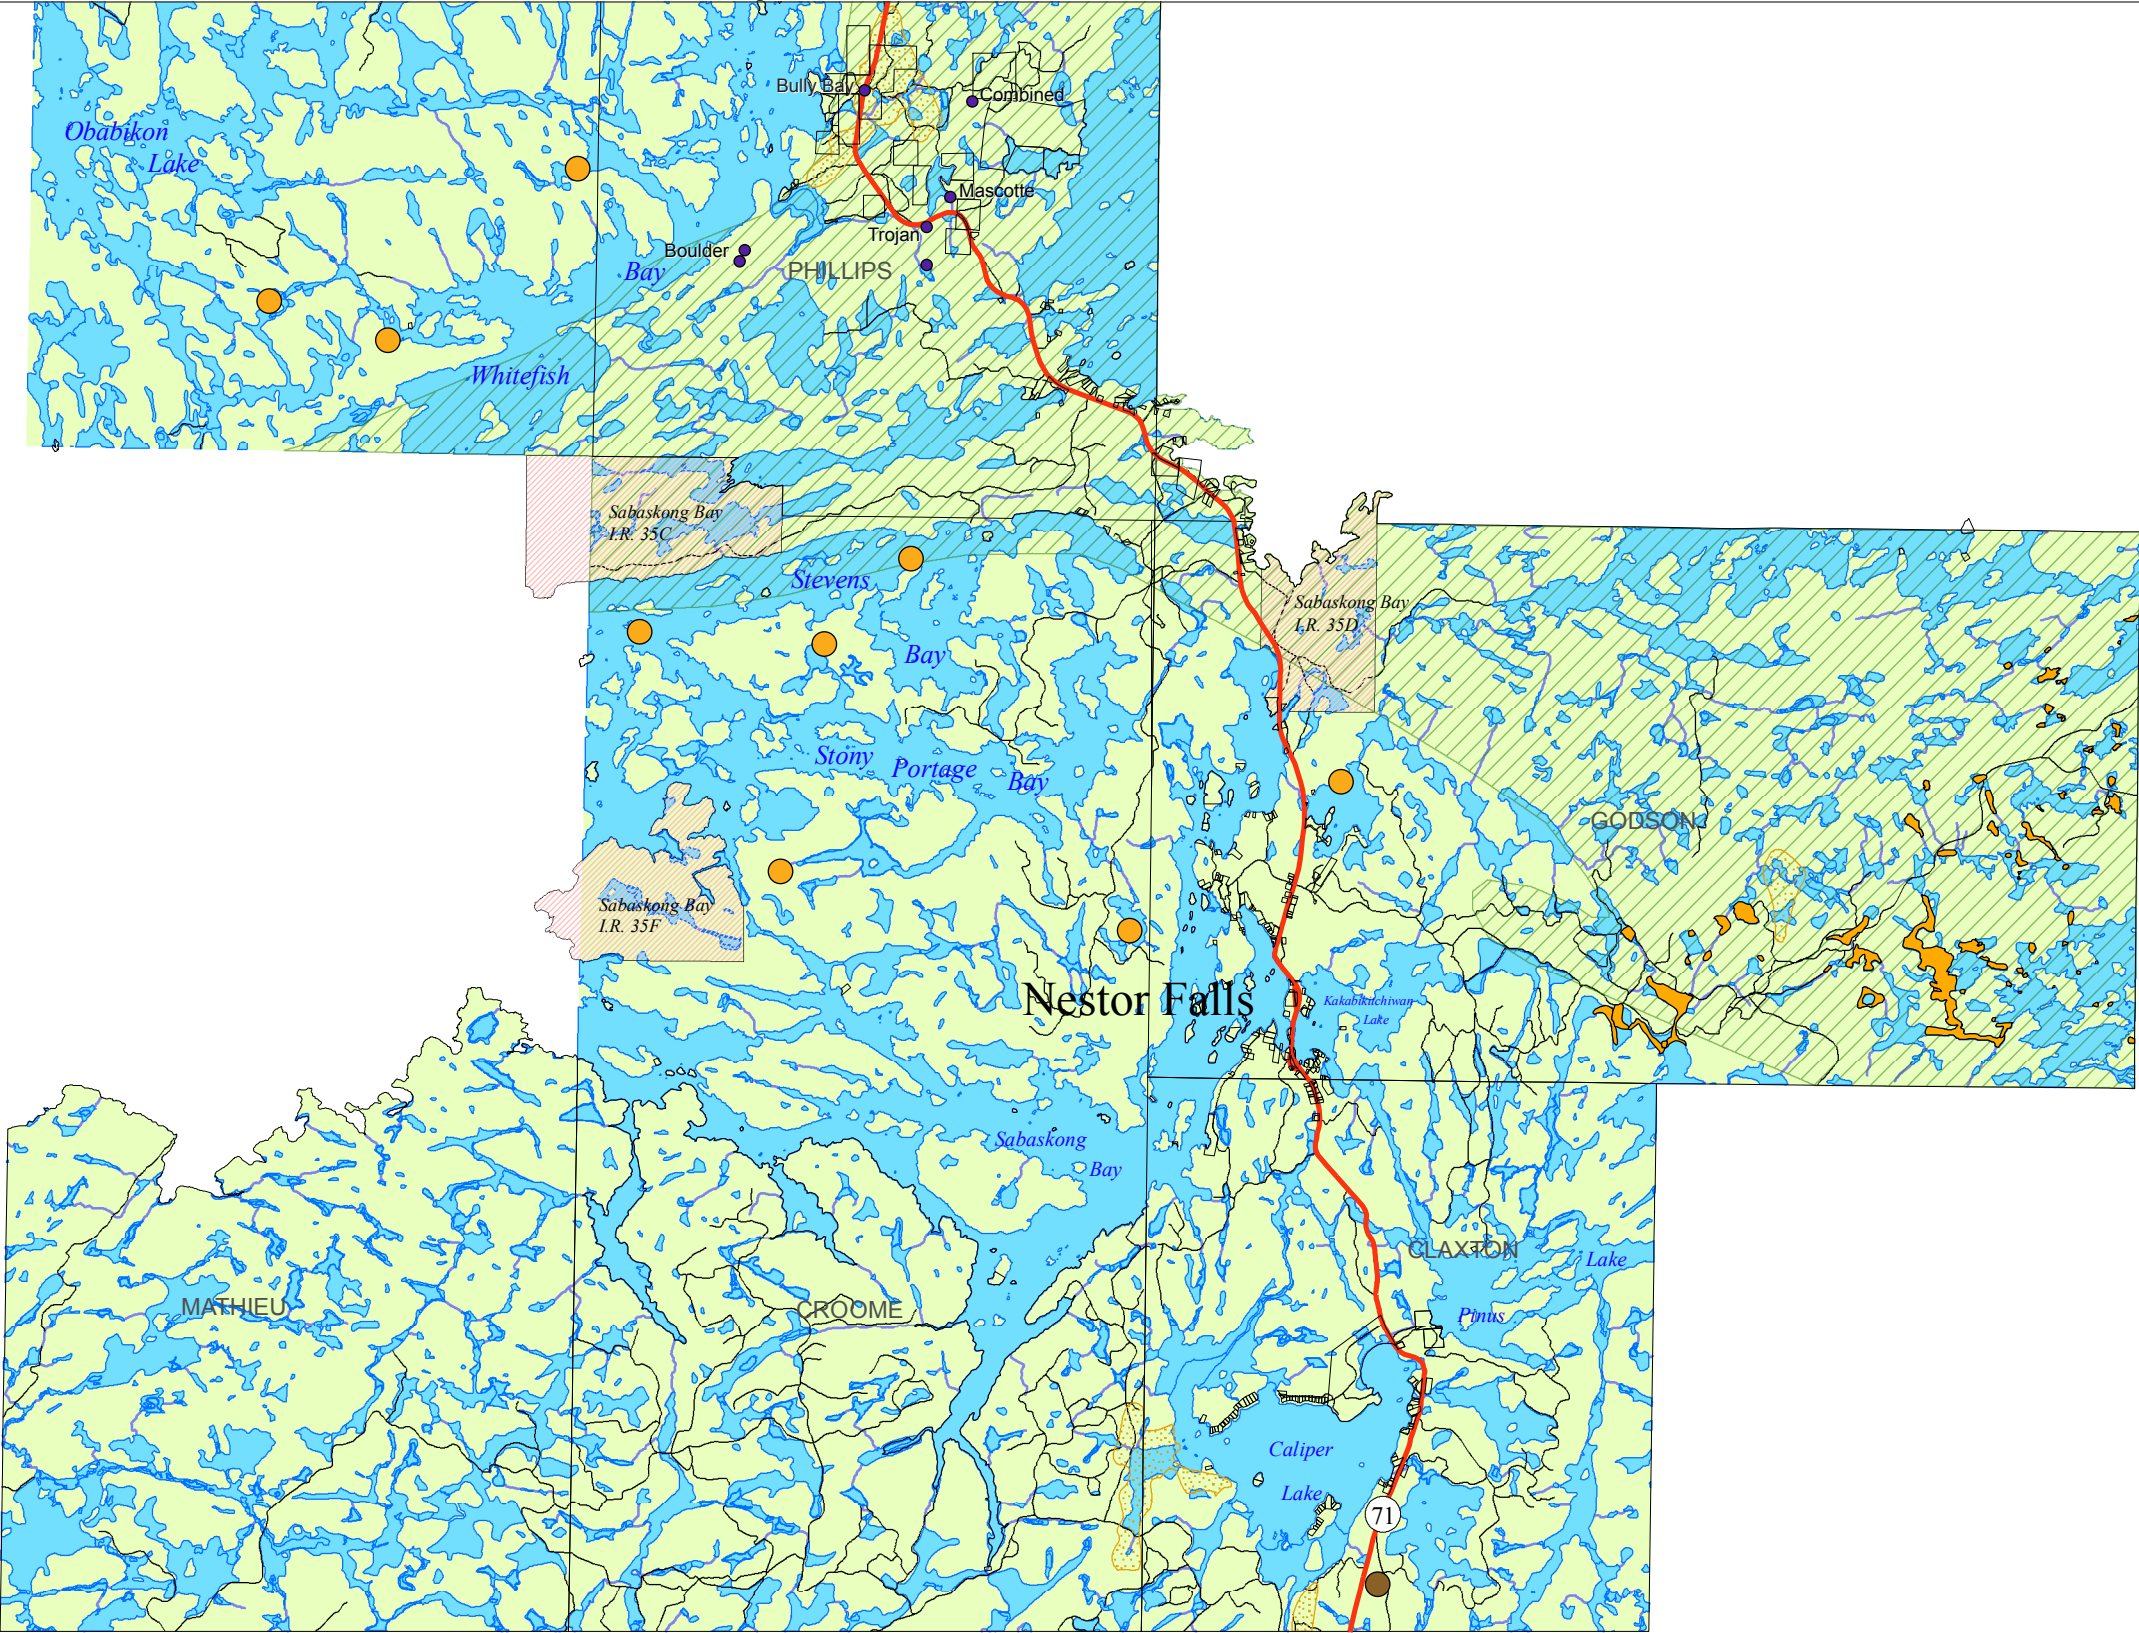 Bully Bay
Combined
Obabikon
Lake
Mascotte
Trojan
Boulder
PHILLIPS
Bay
Whitefish
Sabaskong Bay
I.R. 35C
Stevens
Sabaskong Bay
I.R. 35D
Bay
Stony Portage Bay
GODSON
Sabaskong Bay
I.R. 35F
Nestor Falls
Kakabikitchiwan
Lake
Sabaskong
Bay
CLAXTON
Lake
MATHIEU
CROOME
Pinus
Caliper
Lake
71